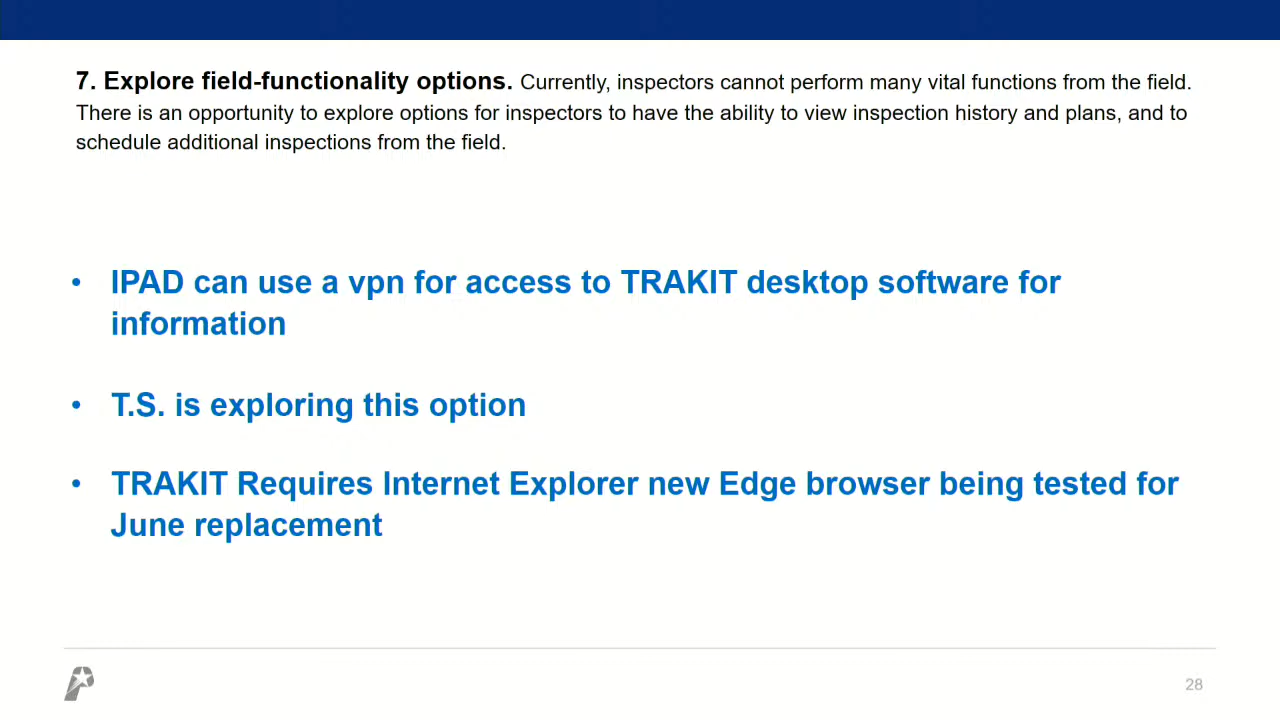 7. Explore field-functionality options. Currently, inspectors cannot perform many vital functions from the field.
There is an opportunity to explore options for inspectors to have the ability to view inspection history and plans, and to
schedule additional inspections from the field.
• IPAD can use a vpn for access to TRAKIT desktop software for
information
• T.S. is exploring this option
• TRAKIT Requires Internet Explorer new Edge browser being tested for
June replacement
P
28